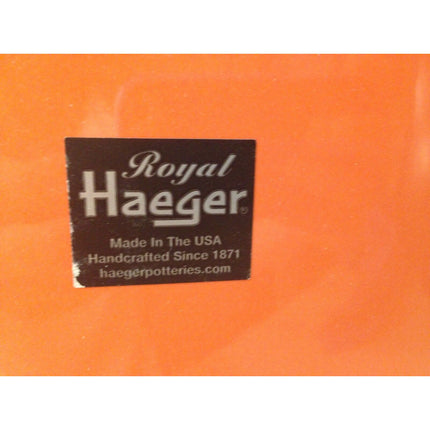 Royal
Haeger®
Made In The USA
Handcrafted Since 1871
haegerpotteries.com